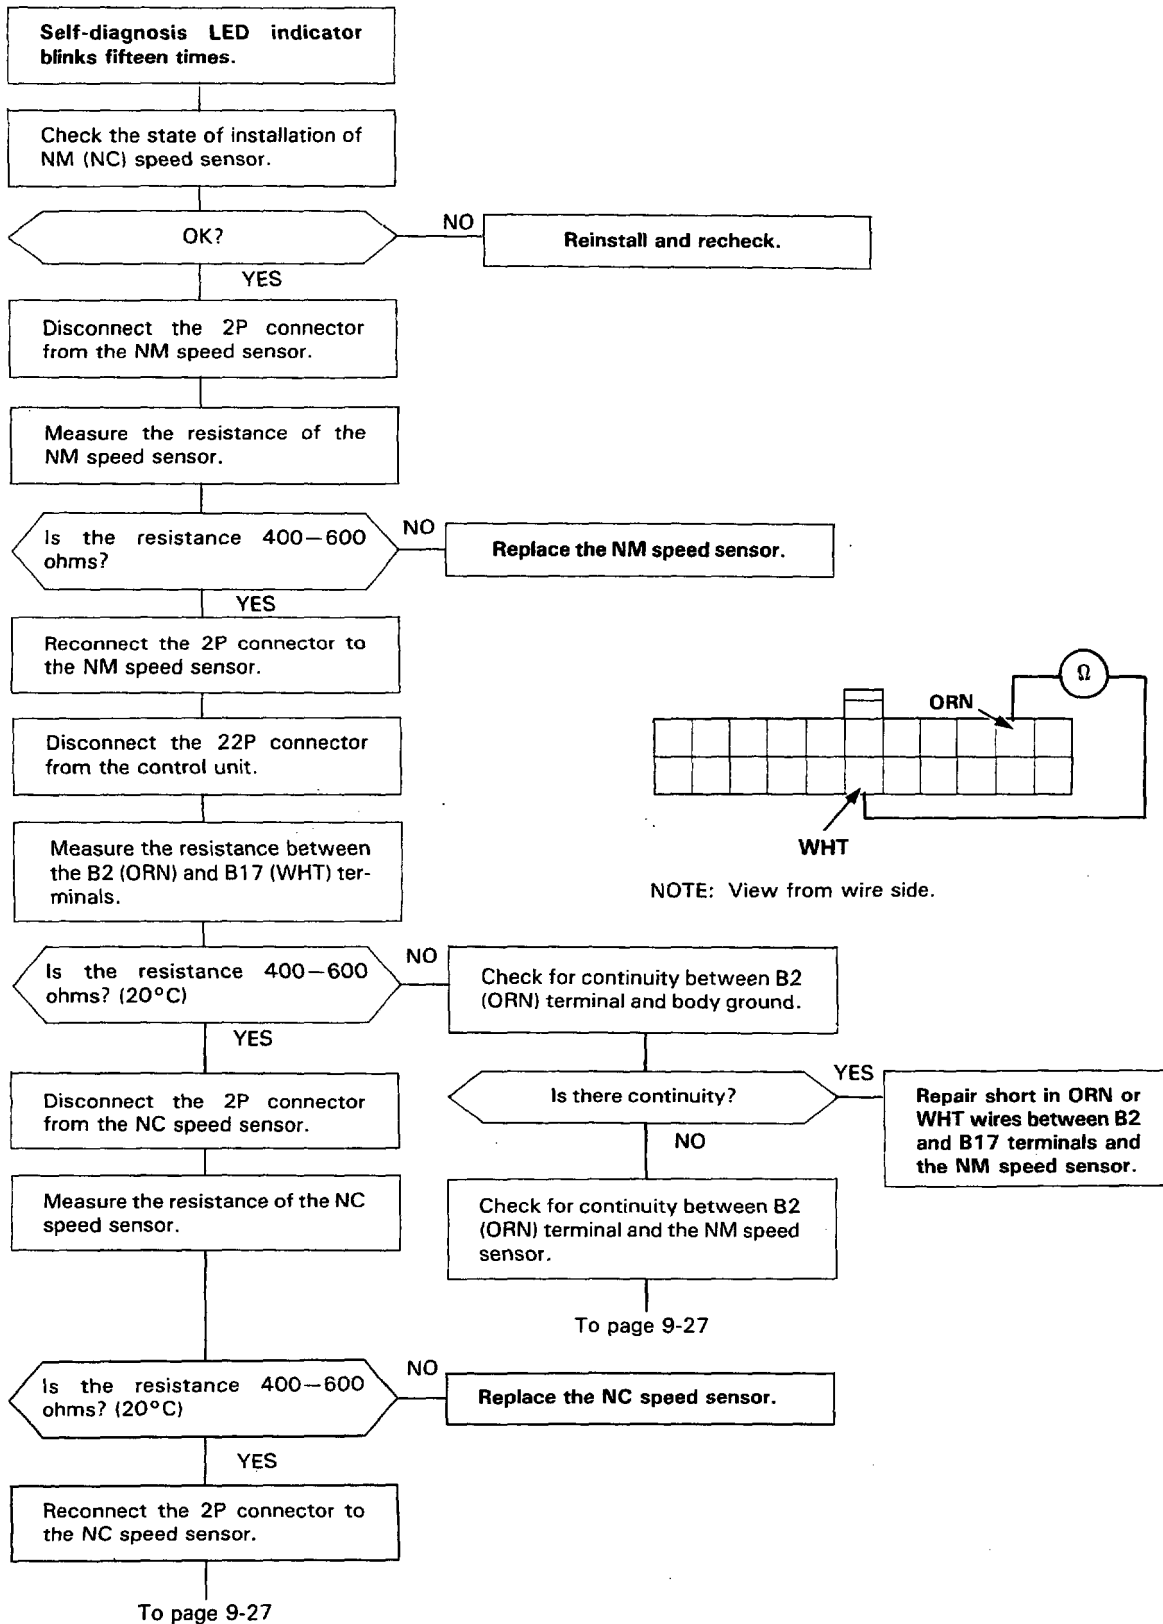 Self-diagnosis LED indicator
blinks fifteen times.
Check the state of installation of
NM (NC) speed sensor.
OK?
NO
Reinstall and recheck.
YES
Disconnect the 2P connector
from the NM speed sensor.
Measure the resistance of the
NM speed sensor.
Is the resistance 400—600
ohms?
NO
Replace the NM speed sensor.
YES
Reconnect the 2P connector to
the NM speed sensor.
Disconnect the 22P connector
from the control unit.
Measure the resistance between
the B2 (ORN) and B17 (WHT) ter-
minals.
Ω
ORN
WHT
NOTE: View from wire side.
Is the resistance 400—600
ohms? (20°C)
NO
Check for continuity between B2
(ORN) terminal and body ground.
YES
Is there continuity?
YES
Repair short in ORN or
WHT wires between B2
and B17 terminals and
the NM speed sensor.
NO
Check for continuity between B2
(ORN) terminal and the NM speed
sensor.
To page 9-27
Disconnect the 2P connector
from the NC speed sensor.
Measure the resistance of the NC
speed sensor.
Is the resistance 400—600
ohms? (20°C)
NO
Replace the NC speed sensor.
YES
Reconnect the 2P connector to
the NC speed sensor.
To page 9-27